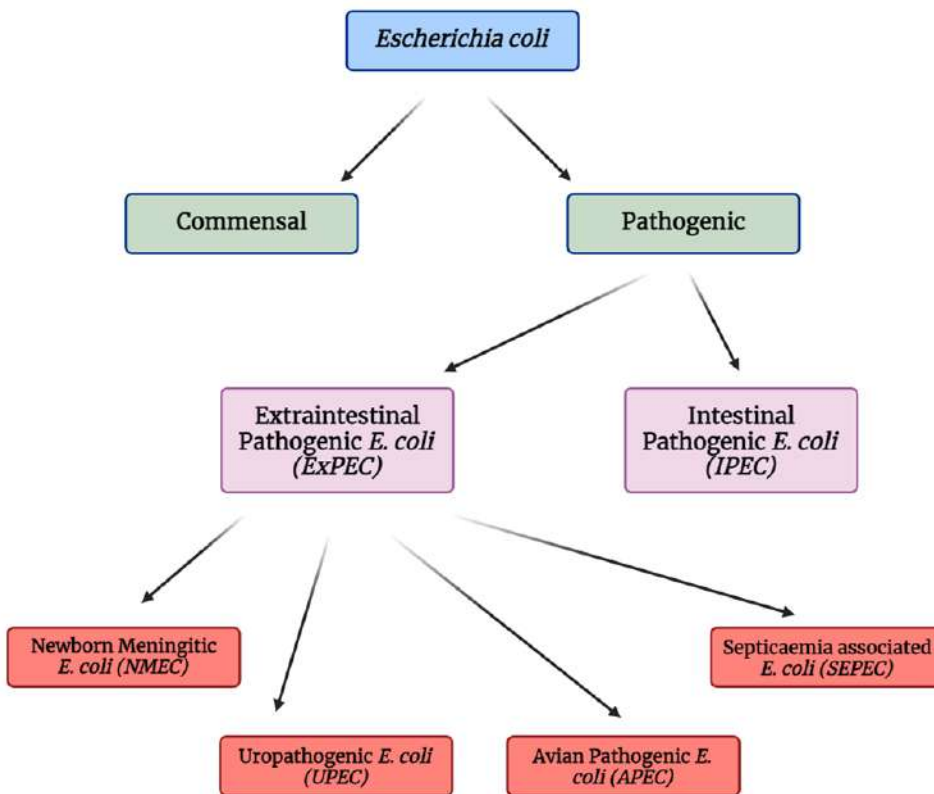 Escherichia coli
Commensal
Pathogenic
Extraintestinal
Pathogenic E. coli
(ExPEC)
Intestinal
Pathogenic E. coli
(IPEC)
Newborn Meningitic
E. coli (NMEC)
Septicaemia associated
E. coli (SEPEC)
Uropathogenic E. coli
(UPEC)
Avian Pathogenic E.
coli (APEC)